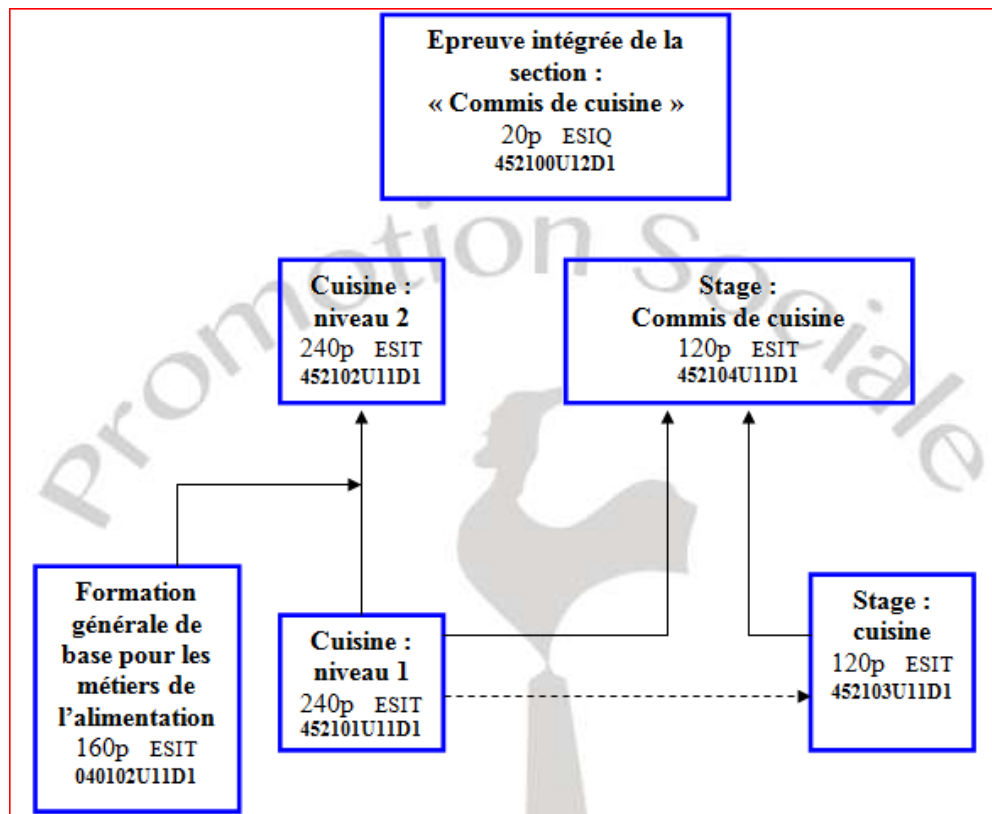 Epreuve intégrée de la
section :
« Commis de cuisine »
20p ESIQ
452100U12D1
Promotion Sociale
Cuisine :
niveau 2
240p ESIT
452102U11D1
Stage :
Commis de cuisine
120p ESIT
452104U11D1
Formation
générale de
base pour les
métiers de
l’alimentation
160p ESIT
040102U11D1
Cuisine :
niveau 1
240p ESIT
452101U11D1
Stage :
cuisine
120p ESIT
452103U11D1